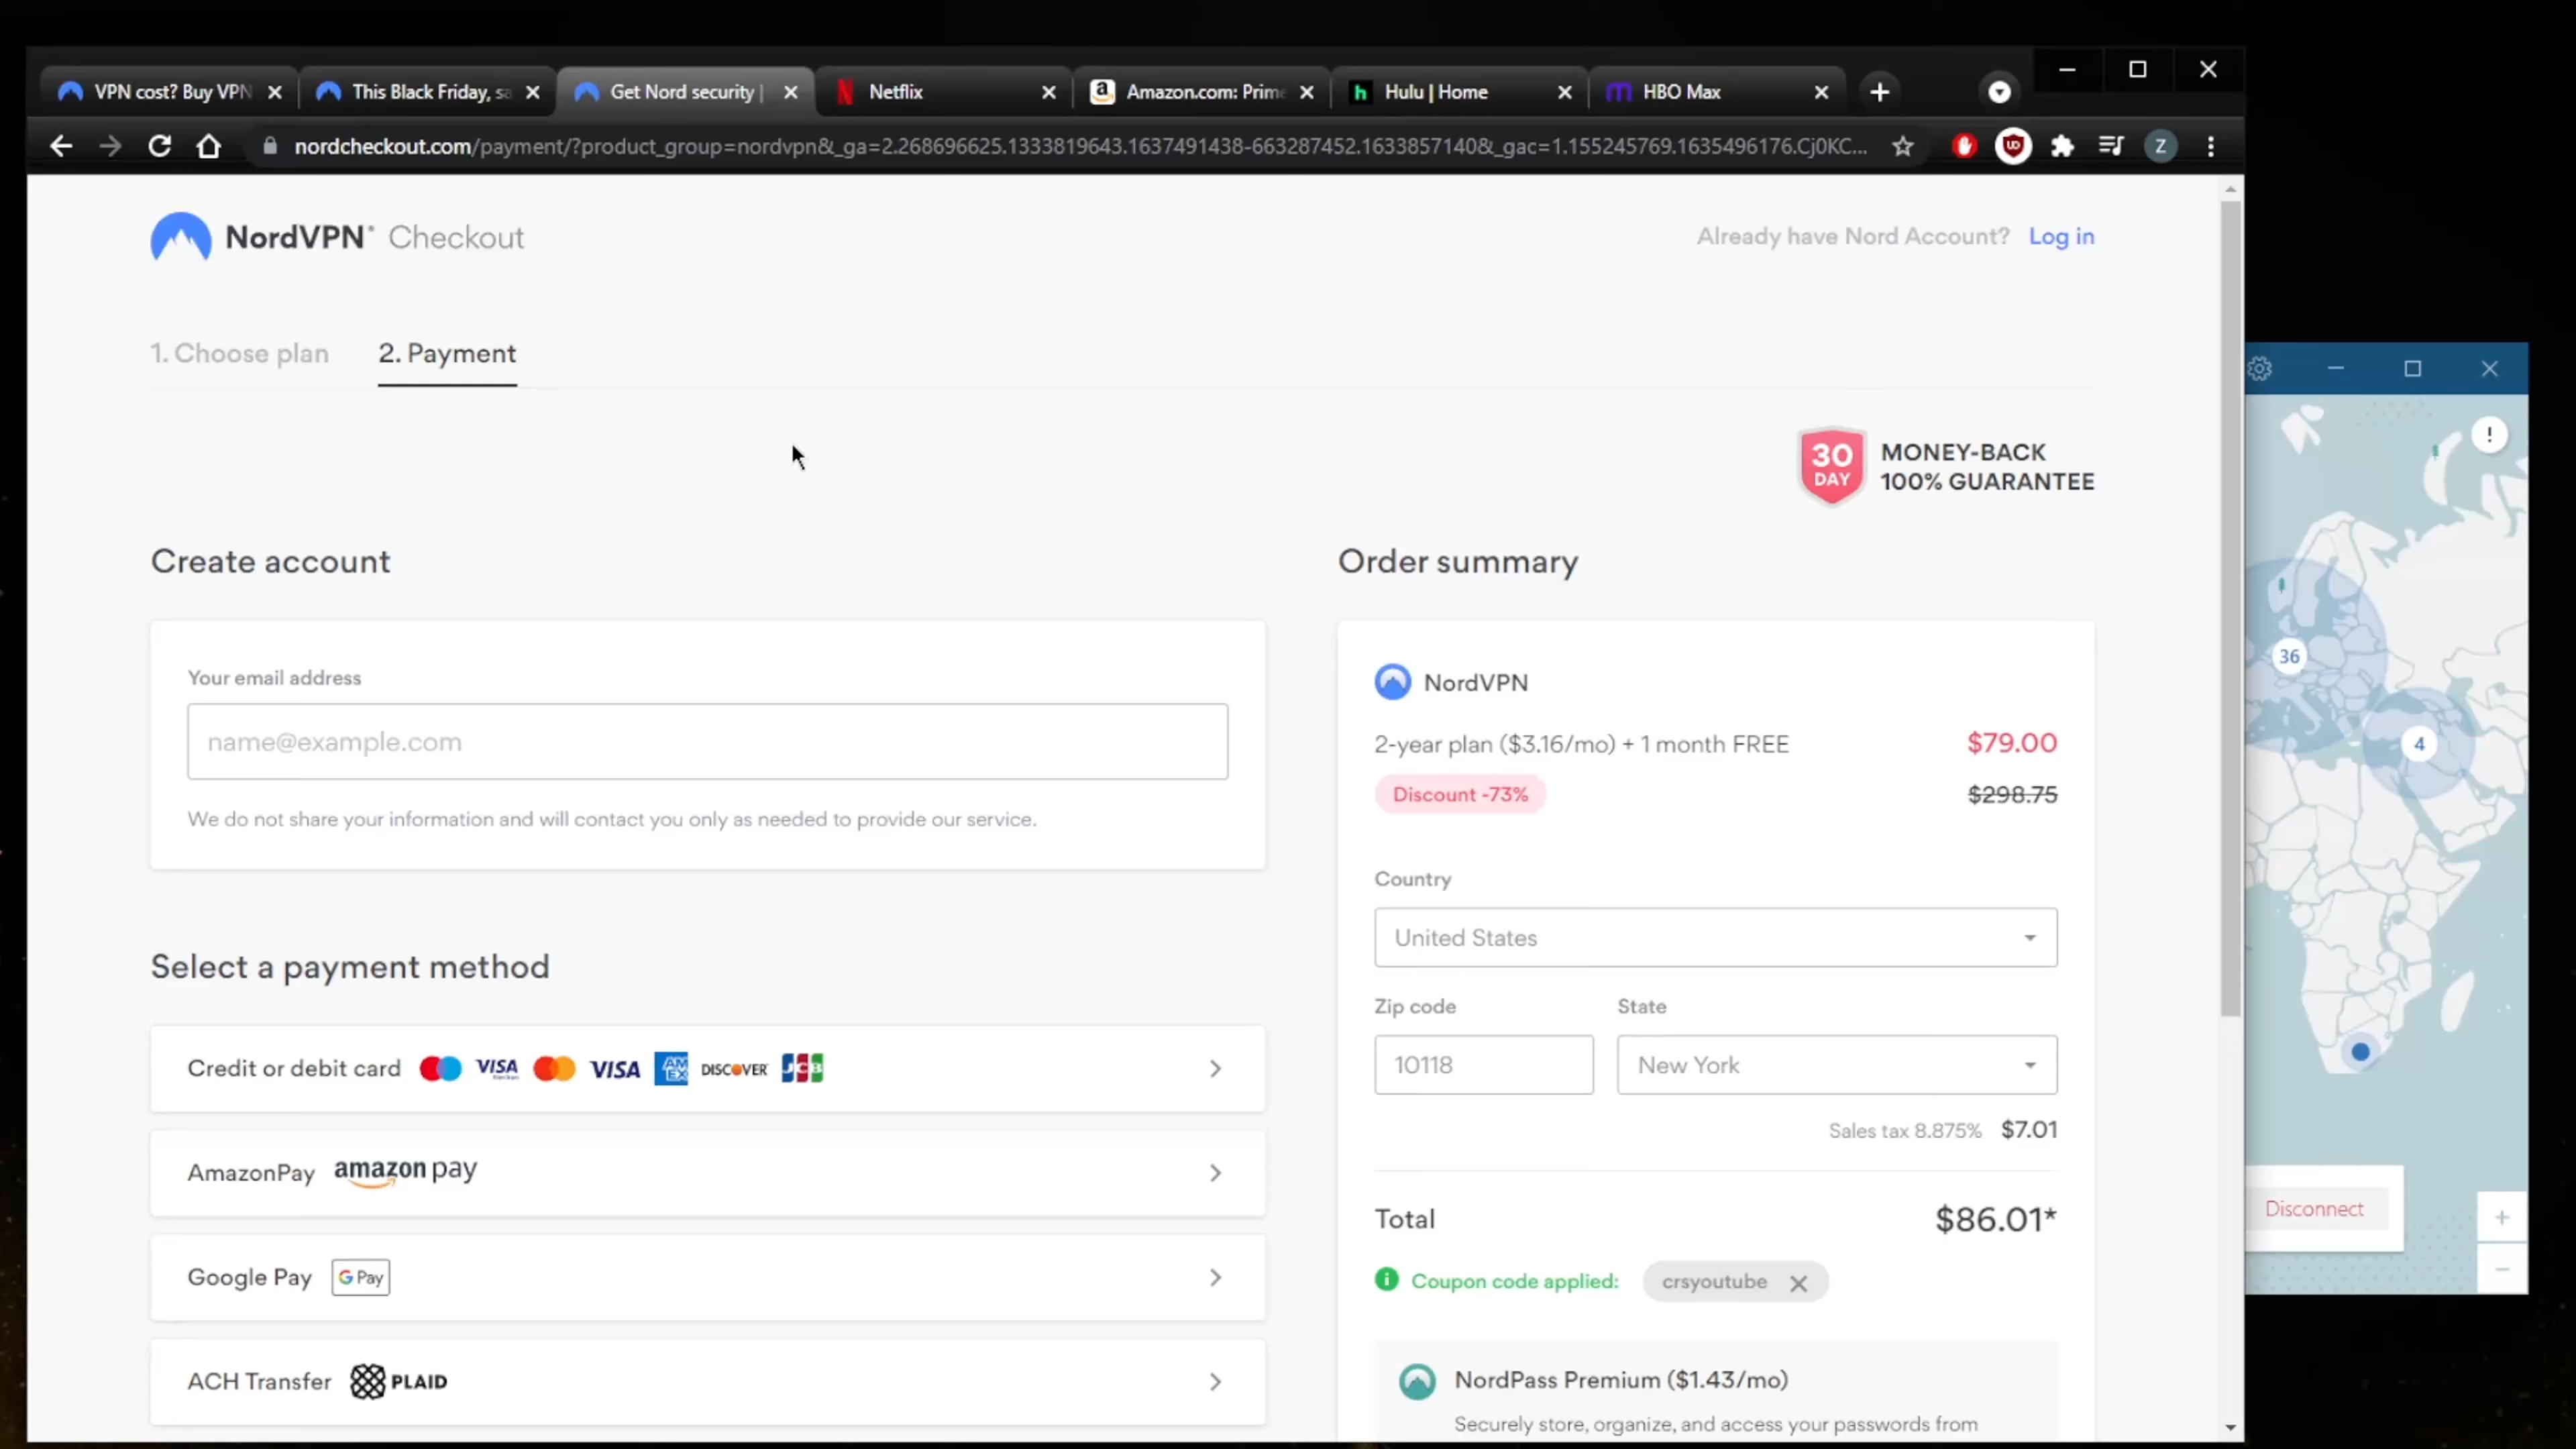 VPN cost? Buy VPN
This Black Friday, sa
Get Nord security |
Netflix
Amazon.com: Prime
Hulu | Home
HBO Max
nordcheckout.com/payment/?product_group=nordvpn&_ga=2.268696625.1333819643.1637491438-663287452.1633857140&_gac=1.155245769.1635496176.Cj0KC...
Z
NordVPN® Checkout
Already have Nord Account? Log in
1. Choose plan
2. Payment
30 DAY
MONEY-BACK
100% GUARANTEE
Create account
Your email address
name@example.com
We do not share your information and will contact you only as needed to provide our service.
Select a payment method
Credit or debit card VISA VISA AM EX DISCOVER JCB
AmazonPay amazon pay
Google Pay G Pay
ACH Transfer PLAID
Order summary
NordVPN
2-year plan ($3.16/mo) + 1 month FREE $79.00
Discount -73% $298.75
Country
United States
Zip code State
10118 New York
Sales tax 8.875% $7.01
Total $86.01*
Coupon code applied: crsyoutube
NordPass Premium ($1.43/mo)
Securely store, organize, and access your passwords from
!
36
4
Disconnect